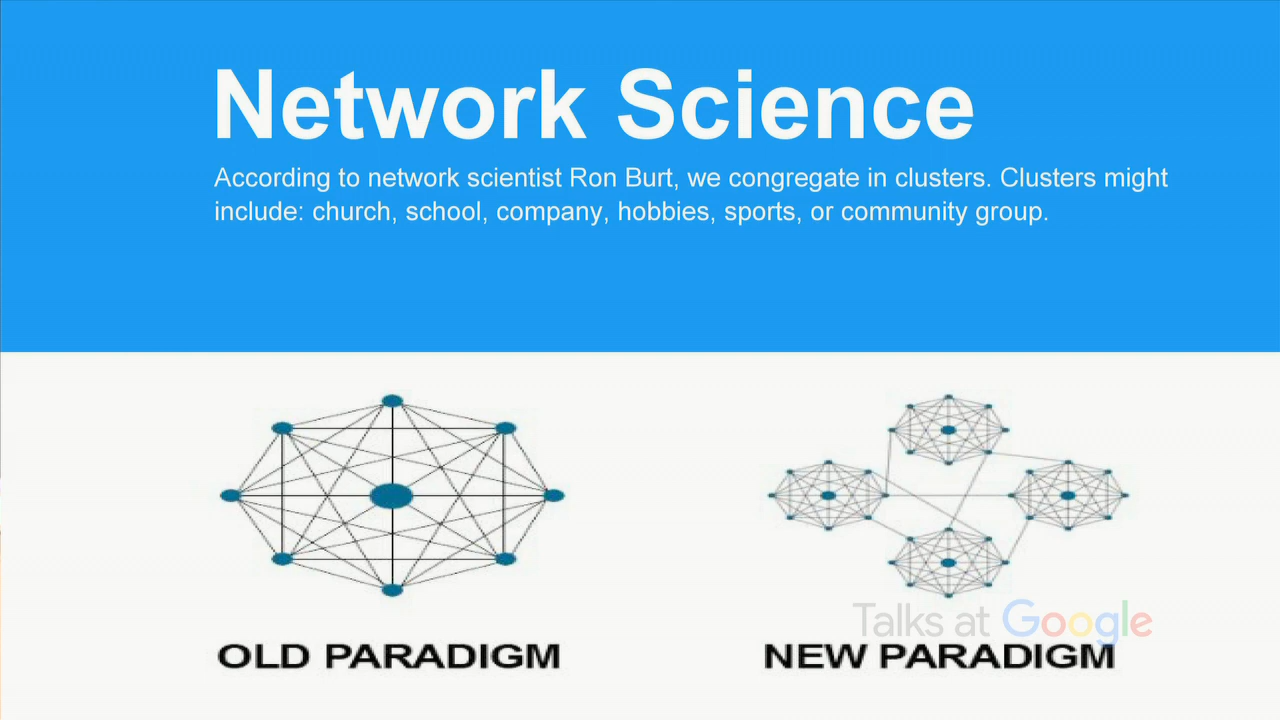 Network Science
According to network scientist Ron Burt, we congregate in clusters. Clusters might
include: church, school, company, hobbies, sports, or community group.
Talks at Google
OLD PARADIGM
NEW PARADIGM